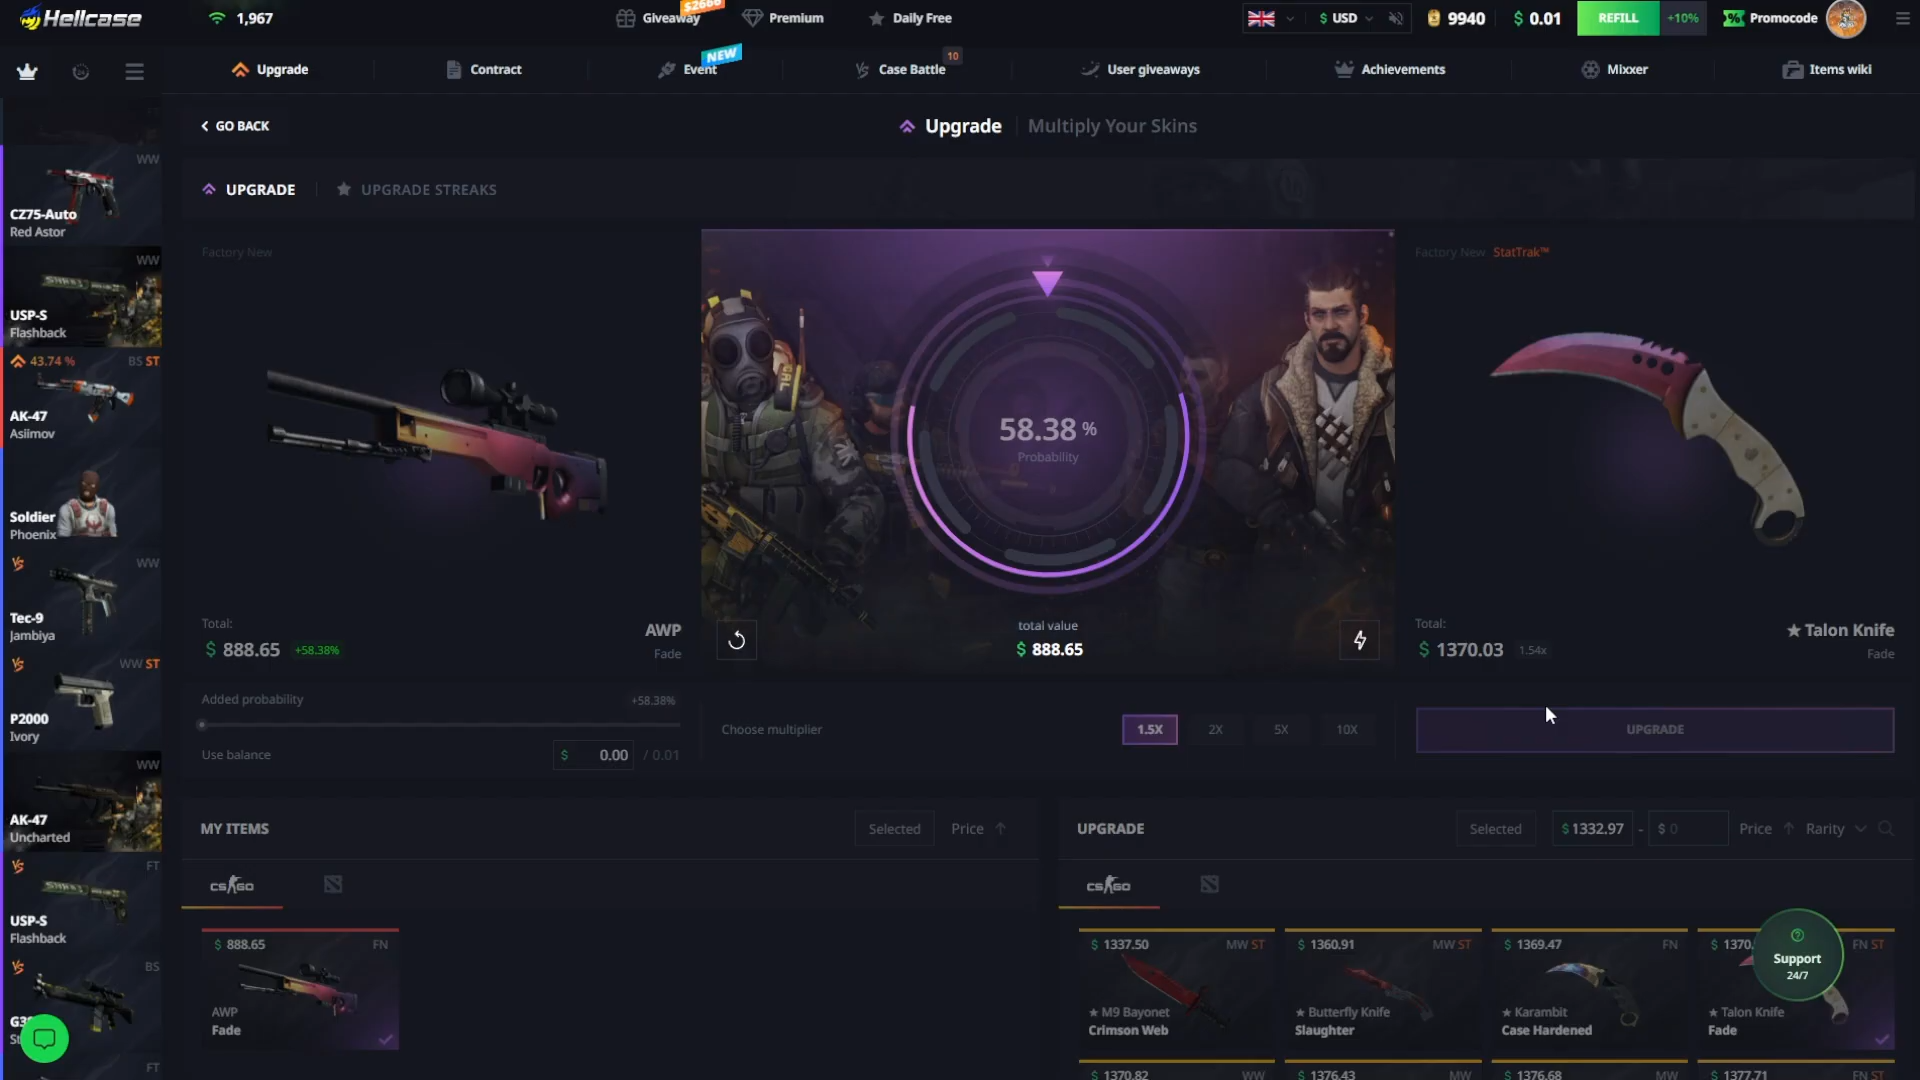 Hellcase
1,967
Giveaway
$2666
Premium
Daily Free
USD
9940
$ 0.01
REFILL
+10%
Promocode
Upgrade
Contract
Event
NEW
Case Battle
10
User giveaways
Achievements
Mixxer
Items wiki
GO BACK
Upgrade
Multiply Your Skins
UPGRADE
UPGRADE STREAKS
FT
WW
CZ75-Auto
Red Astor
WW
USP-S
Flashback
43.74 %
BS ST
AK-47
Asiimov
Soldier
Phoenix
WW
Tec-9
Jambiya
WW ST
P2000
Ivory
WW
AK-47
Uncharted
FT
USP-S
Flashback
BS
FT
Factory New
Total:
$ 888.65
+58.38%
AWP
Fade
58.38 %
Probability
total value
$ 888.65
Factory New StatTrak™
Total:
$ 1370.03
1.54x
★ Talon Knife
Fade
Added probability
+58.38%
Use balance
$ 0.00
/ 0.01
Choose multiplier
1.5X
2X
5X
10X
UPGRADE
MY ITEMS
Selected
Price
CS GO
$ 888.65
FN
AWP
Fade
UPGRADE
Selected
$ 1332.97
-
$ 0
Price
Rarity
CS GO
$ 1337.50
MW ST
★ M9 Bayonet
Crimson Web
$ 1360.91
MW ST
★ Butterfly Knife
Slaughter
$ 1369.47
FN
★ Karambit
Case Hardened
$ 1370.
FN ST
★ Talon Knife
Fade
Support
24/7
$ 1370.82
WW
$ 1376.43
MW
$ 1376.68
MW
$ 1377.71
FN ST